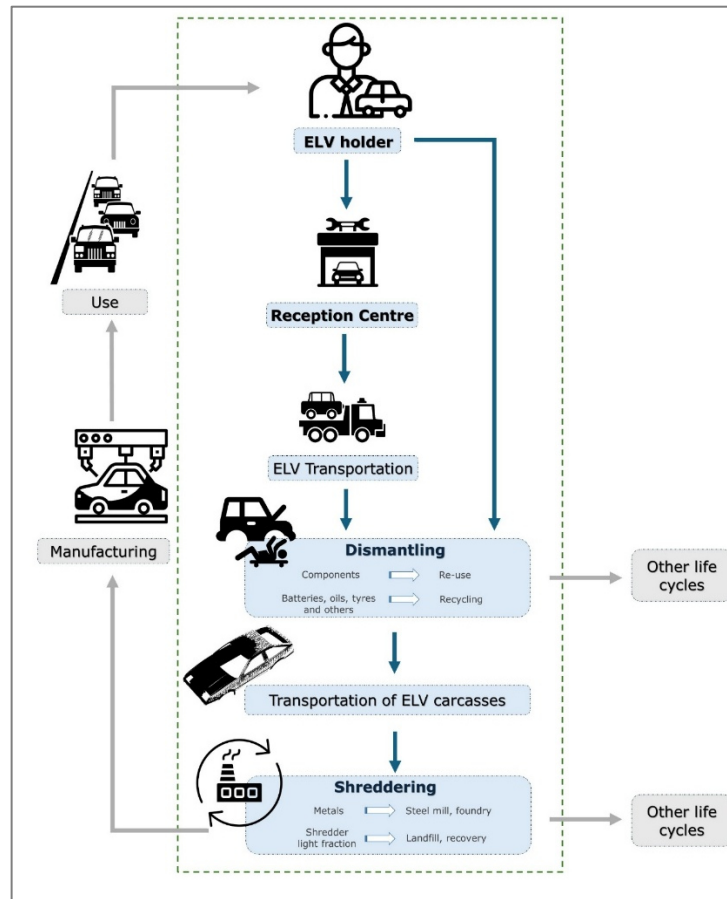 ELV holder
Use
Reception Centre
ELV Transportation
Manufacturing
Dismantling
Components Re-use
Batteries, oils, tyres
and others
Recycling
Other life
cycles
Transportation of ELV carcasses
Shreddering
Metals Steel mill, foundry
Shredder
light fraction
Landfill, recovery
Other life
cycles